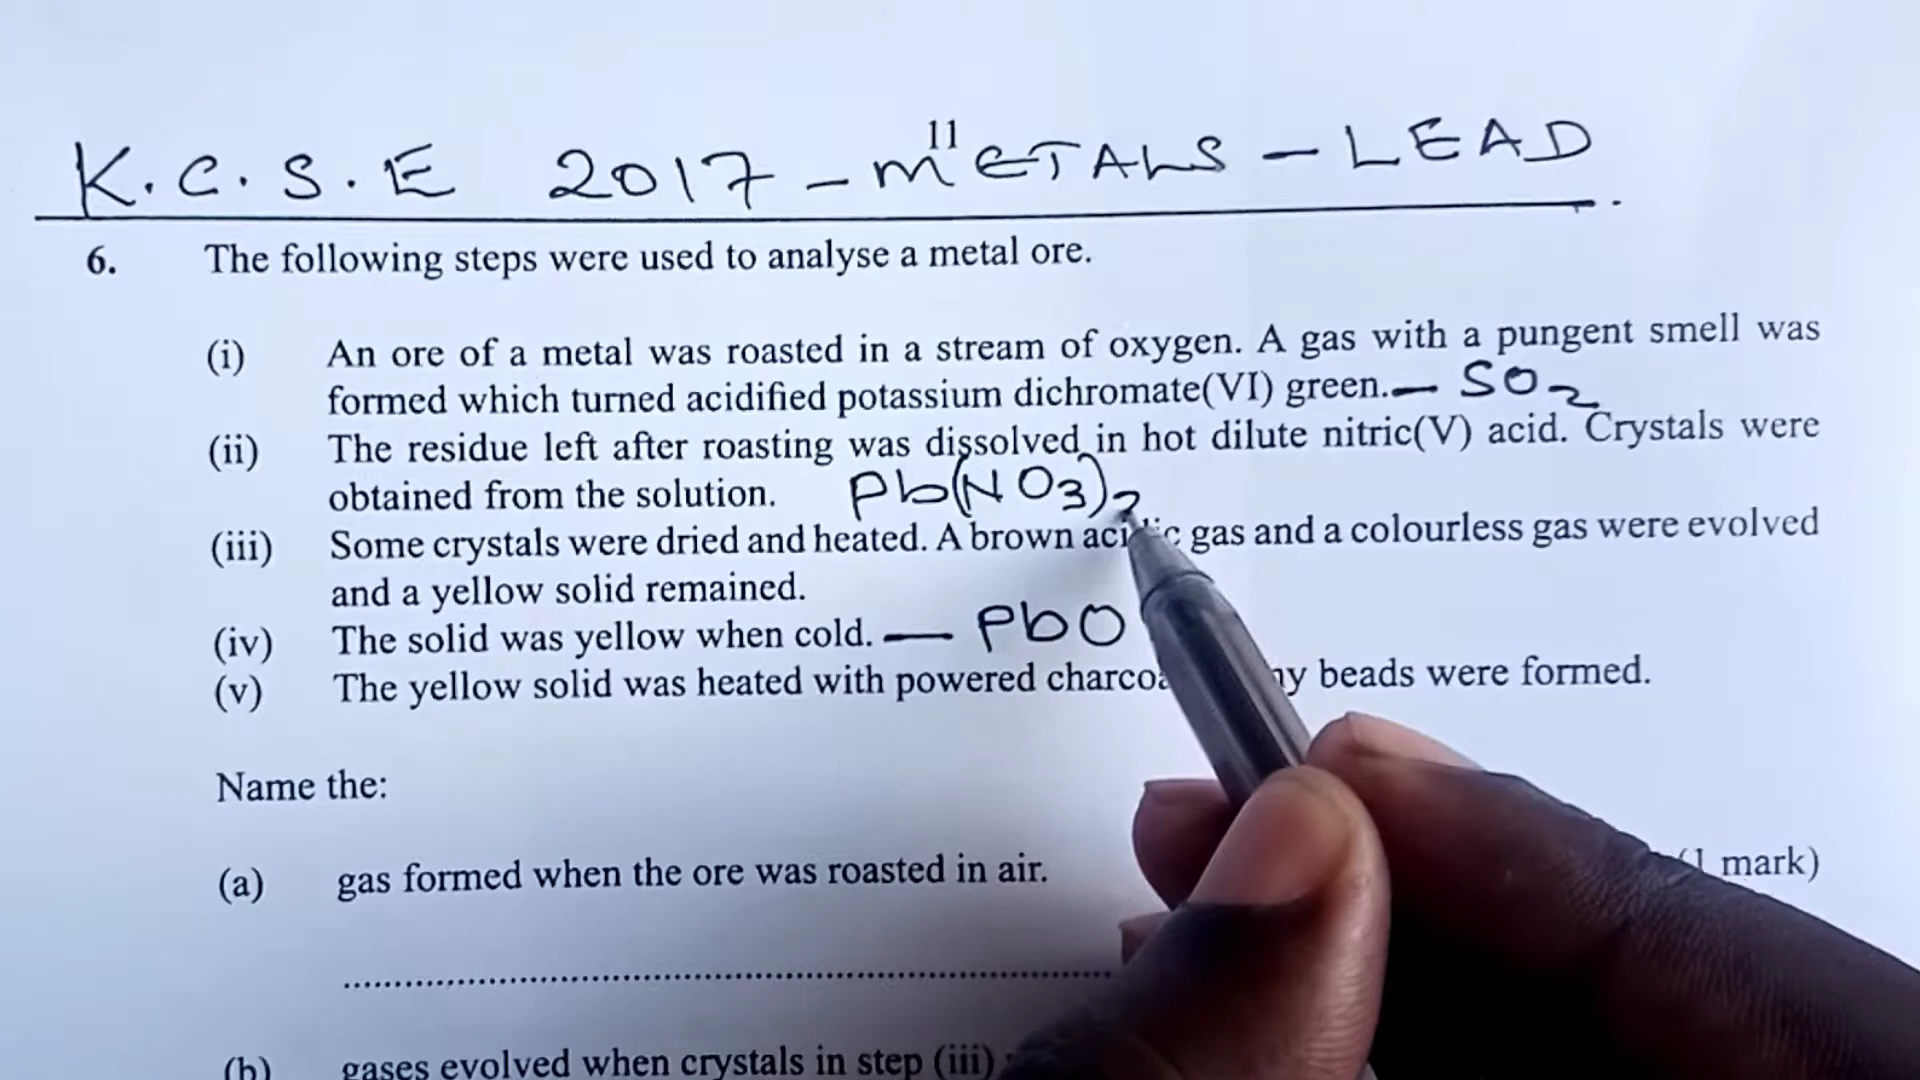 11
K.C.S.E 2017 - METALS - LEAD.
6. The following steps were used to analyse a metal ore.
(i) An ore of a metal was roasted in a stream of oxygen. A gas with a pungent smell was
formed which turned acidified potassium dichromate(VI) green. — SO2
(ii) The residue left after roasting was dissolved in hot dilute nitric(V) acid. Crystals were
obtained from the solution. Pb(NO3)2
(iii) Some crystals were dried and heated. A brown gas and a colourless gas were evolved
and a yellow solid remained.
(iv) The solid was yellow when cold. — PbO
(v) The yellow solid was heated with powered beads were formed.
Name the:
(a) gas formed when the ore was roasted in air. (1 mark)
(b) gases evolved when crystals in step (iii)